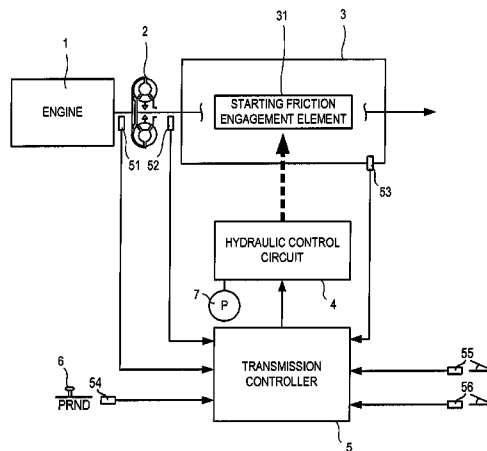 1
2
31
3
ENGINE
STARTING FRICTION
ENGAGEMENT ELEMENT
51
52
53
HYDRAULIC CONTROL
CIRCUIT
7
P
4
TRANSMISSION
CONTROLLER
55
6
PRND
54
56
5